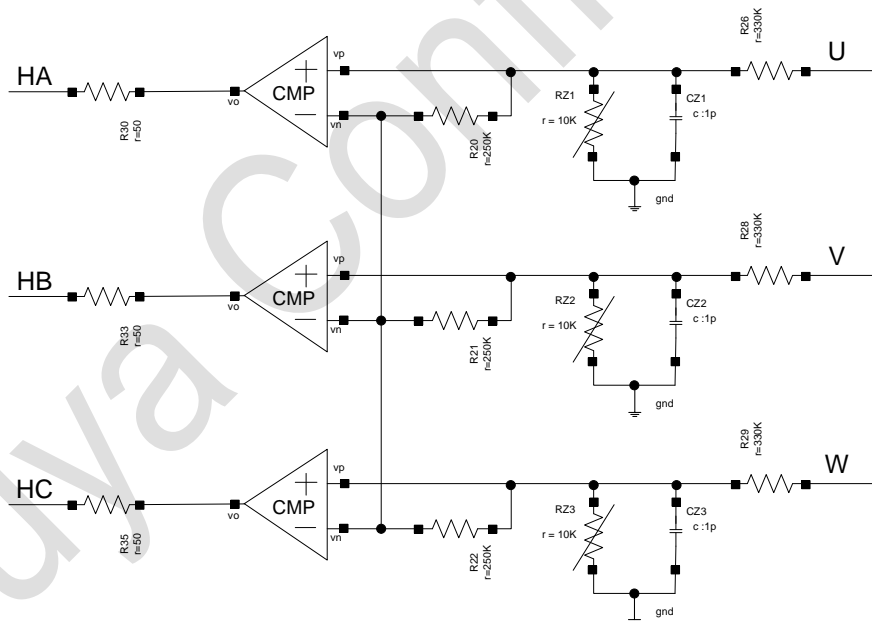 R26
r=330K
U
HA
vp
CMP
vn
vo
R30
r=50
R20
r=250K
RZ1
r = 10K
CZ1
c :1p
gnd
R28
r=330K
V
HB
vp
CMP
vn
vo
R33
r=50
R21
r=250K
RZ2
r = 10K
CZ2
c :1p
gnd
R29
r=330K
W
HC
vp
CMP
vn
vo
R35
r=50
R22
r=250K
RZ3
r = 10K
CZ3
c :1p
gnd